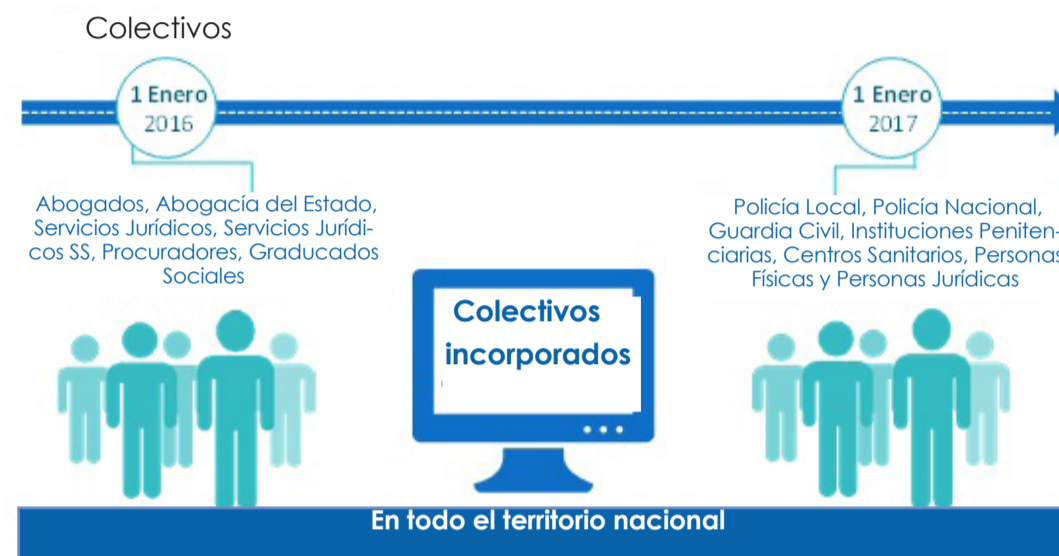 Colectivos
1 Enero
2016
1 Enero
2017
Abogados, Abogacía del Estado,
Servicios Jurídicos, Servicios Jurídi-
cos SS, Procuradores, Graducados
Sociales
Policía Local, Policía Nacional,
Guardia Civil, Instituciones Peniten-
ciarias, Centros Sanitarios, Personas
Físicas y Personas Jurídicas
Colectivos
incorporados
En todo el territorio nacional